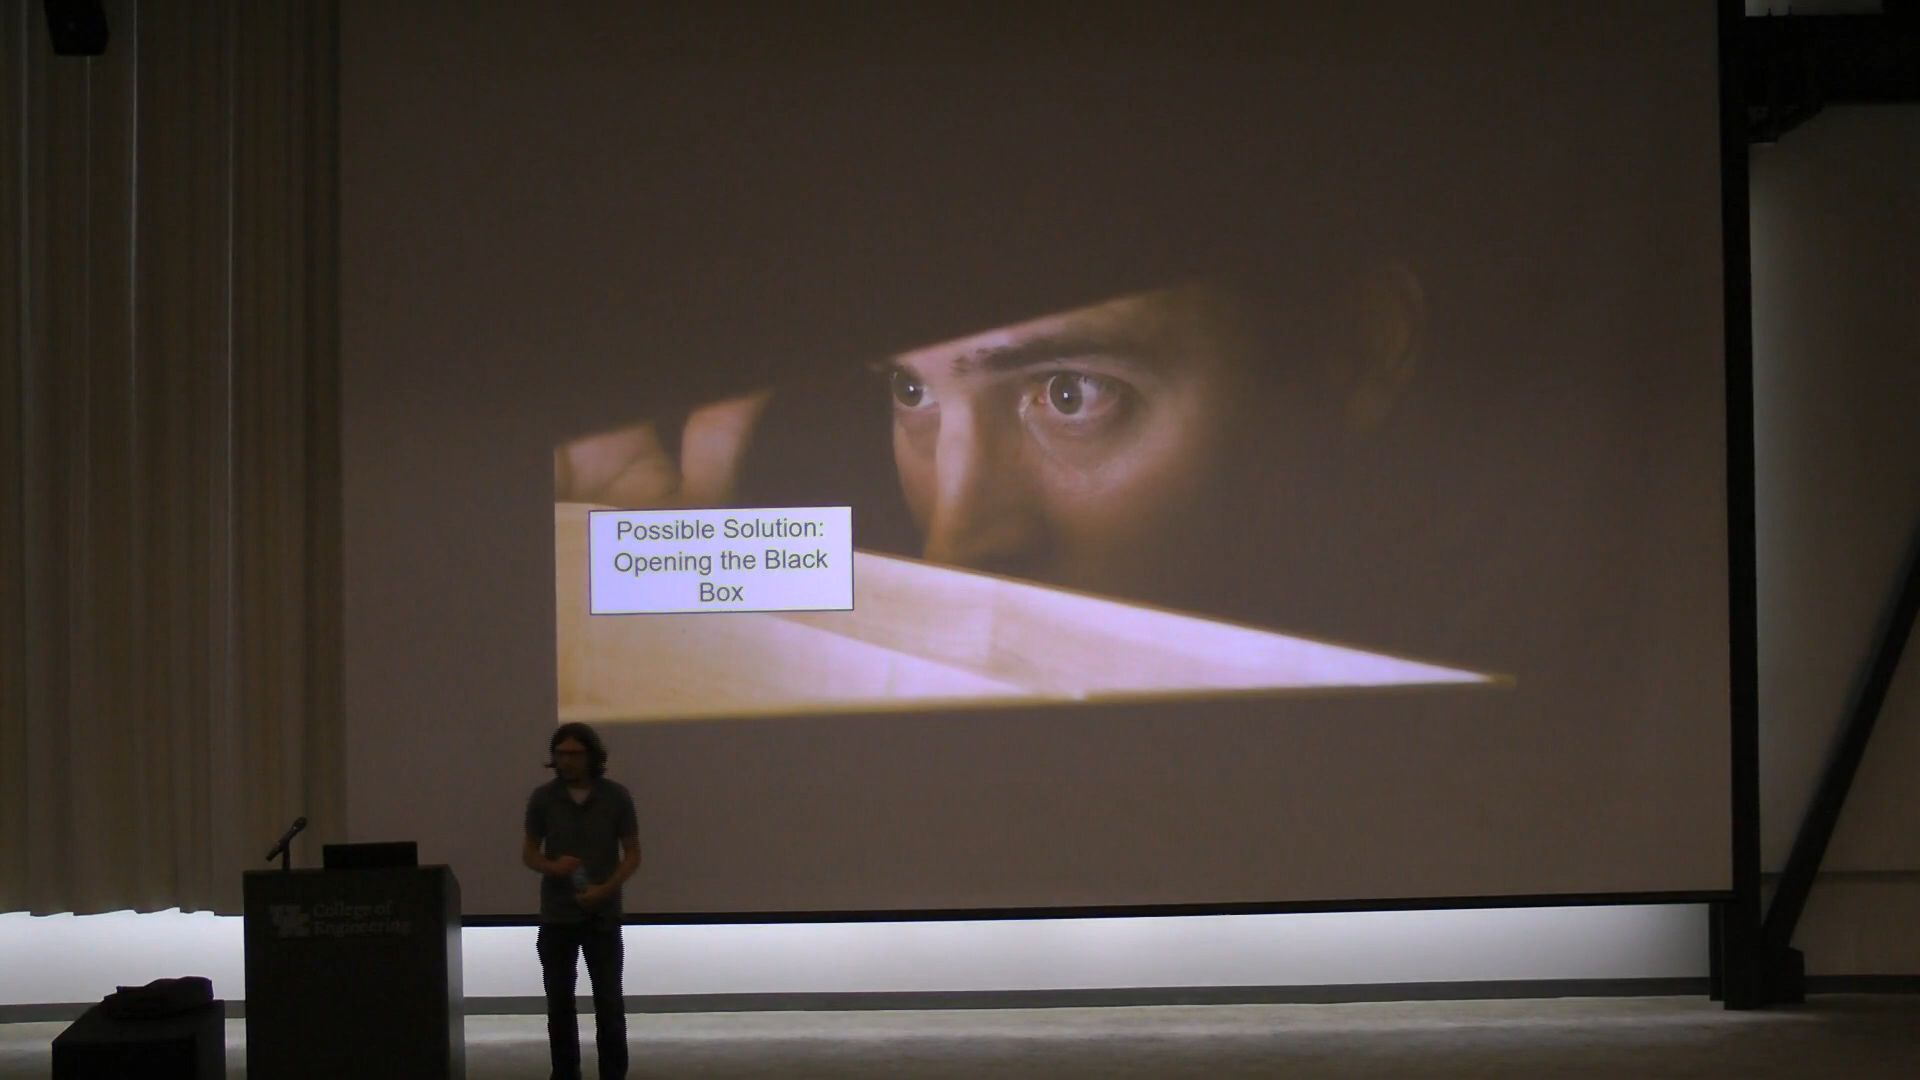 Possible Solution:
Opening the Black
Box
College of
Engineering